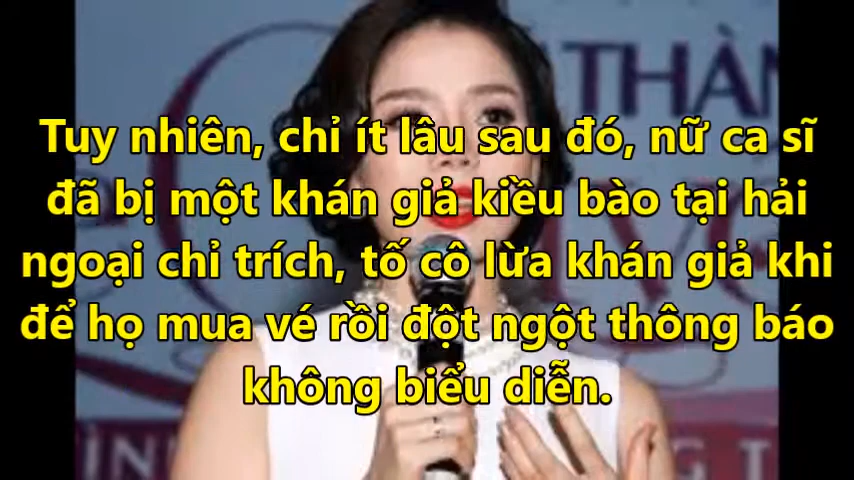 THÀN
Tuy nhiên, chỉ ít lâu sau đó, nữ ca sĩ
đã bị một khán giả kiều bào tại hải
ngoại chỉ trích, tố cô lừa khán giả khi
để họ mua vé rồi đột ngột thông báo
không biểu diễn.